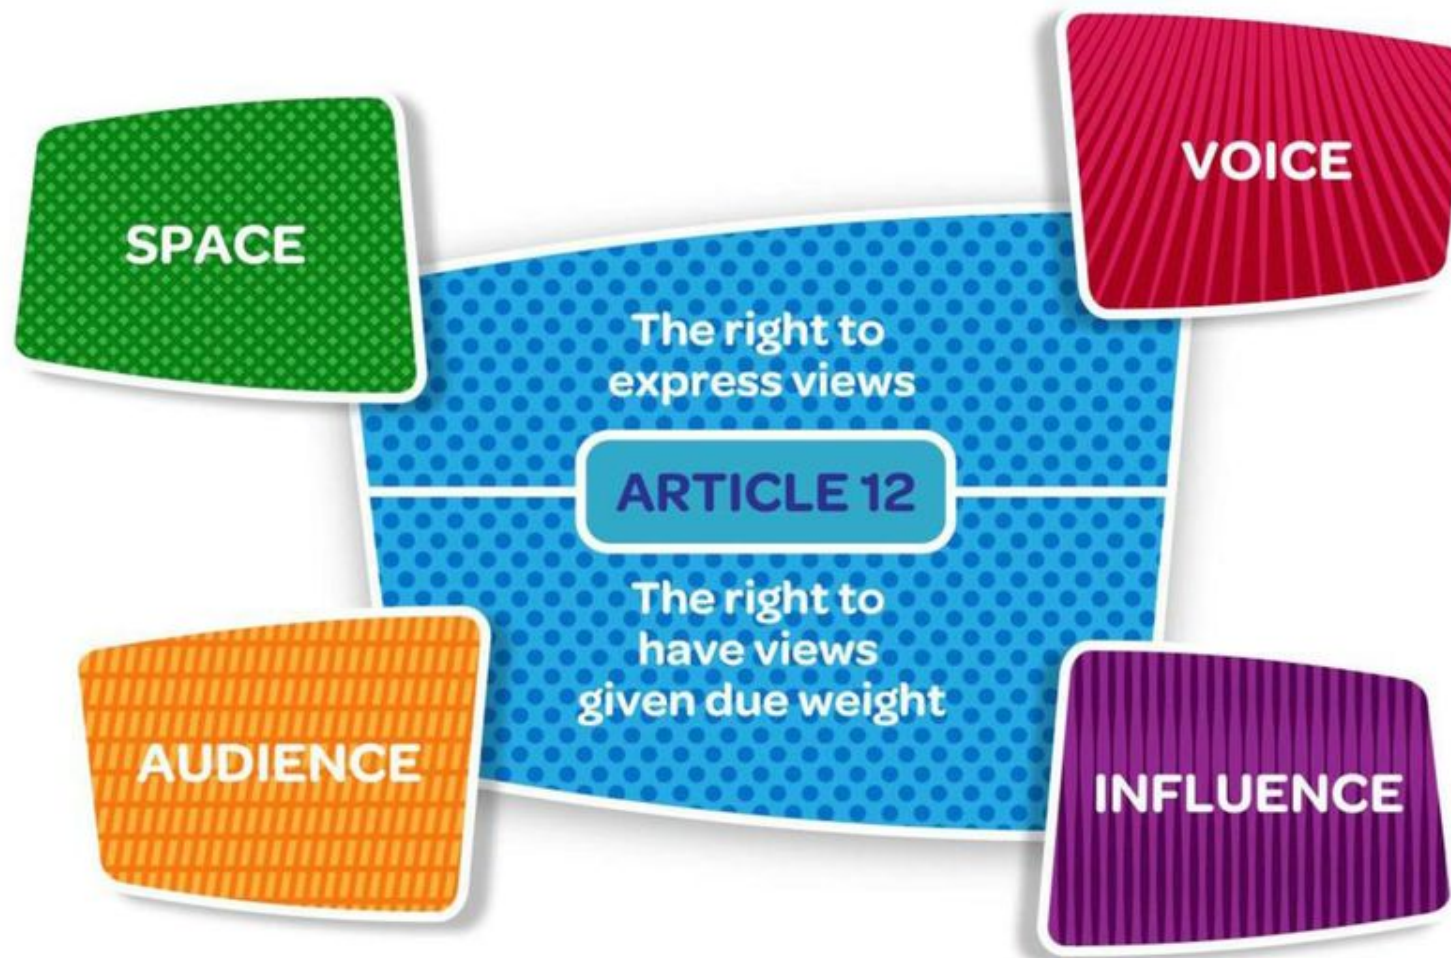 SPACE
VOICE
The right to
express views
ARTICLE 12
The right to
have views
given due weight
AUDIENCE
INFLUENCE